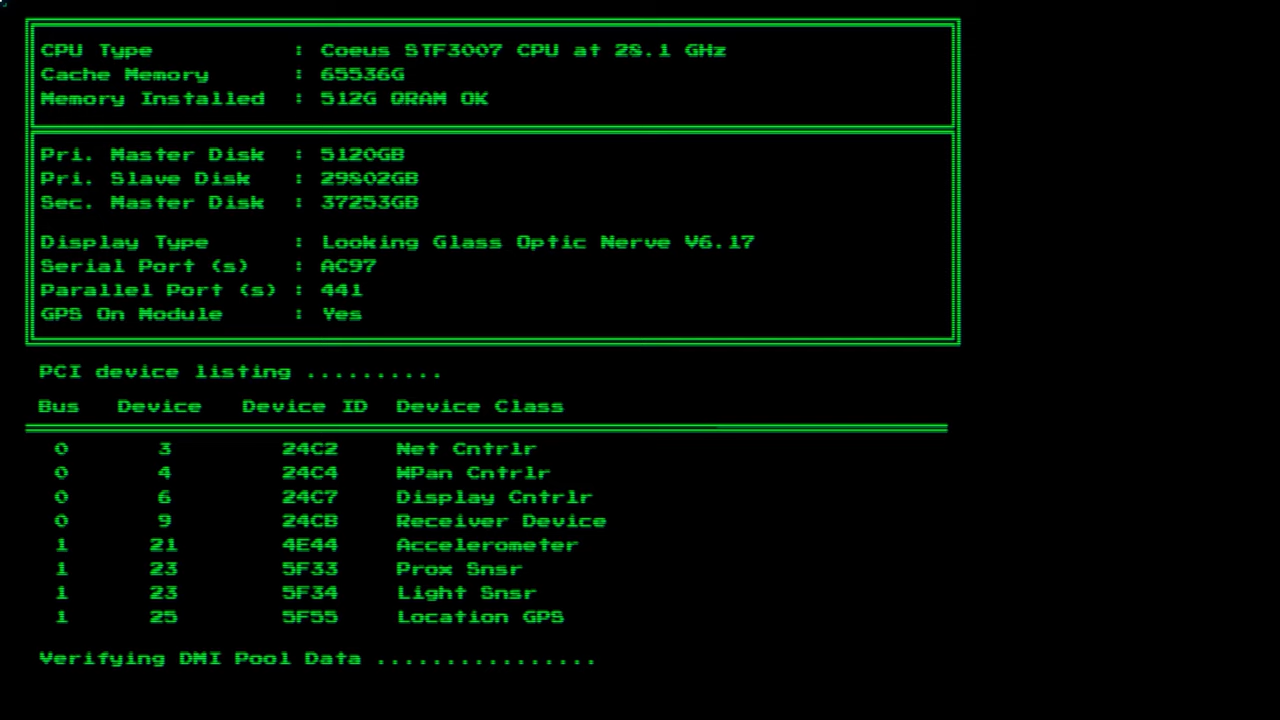 CPU Type : Coeus STF3007 CPU at 28.1 GHz
Cache Memory : 65536G
Memory Installed : 512G QRAM OK
Pri. Master Disk : 5120GB
Pri. Slave Disk : 29802GB
Sec. Master Disk : 37253GB
Display Type : Looking Glass Optic Nerve V6.17
Serial Port (s) : AC97
Parallel Port (s) : 441
GPS On Module : Yes
PCI device listing ..........
Bus Device Device ID Device Class
0 3 24C2 Net Cntrlr
0 4 24C4 WPan Cntrlr
0 6 24C7 Display Cntrlr
0 9 24CB Receiver Device
1 21 4E44 Accelerometer
1 23 5F33 Prox Snsr
1 23 5F34 Light Snsr
1 25 5F55 Location GPS
Verifying DMI Pool Data ................